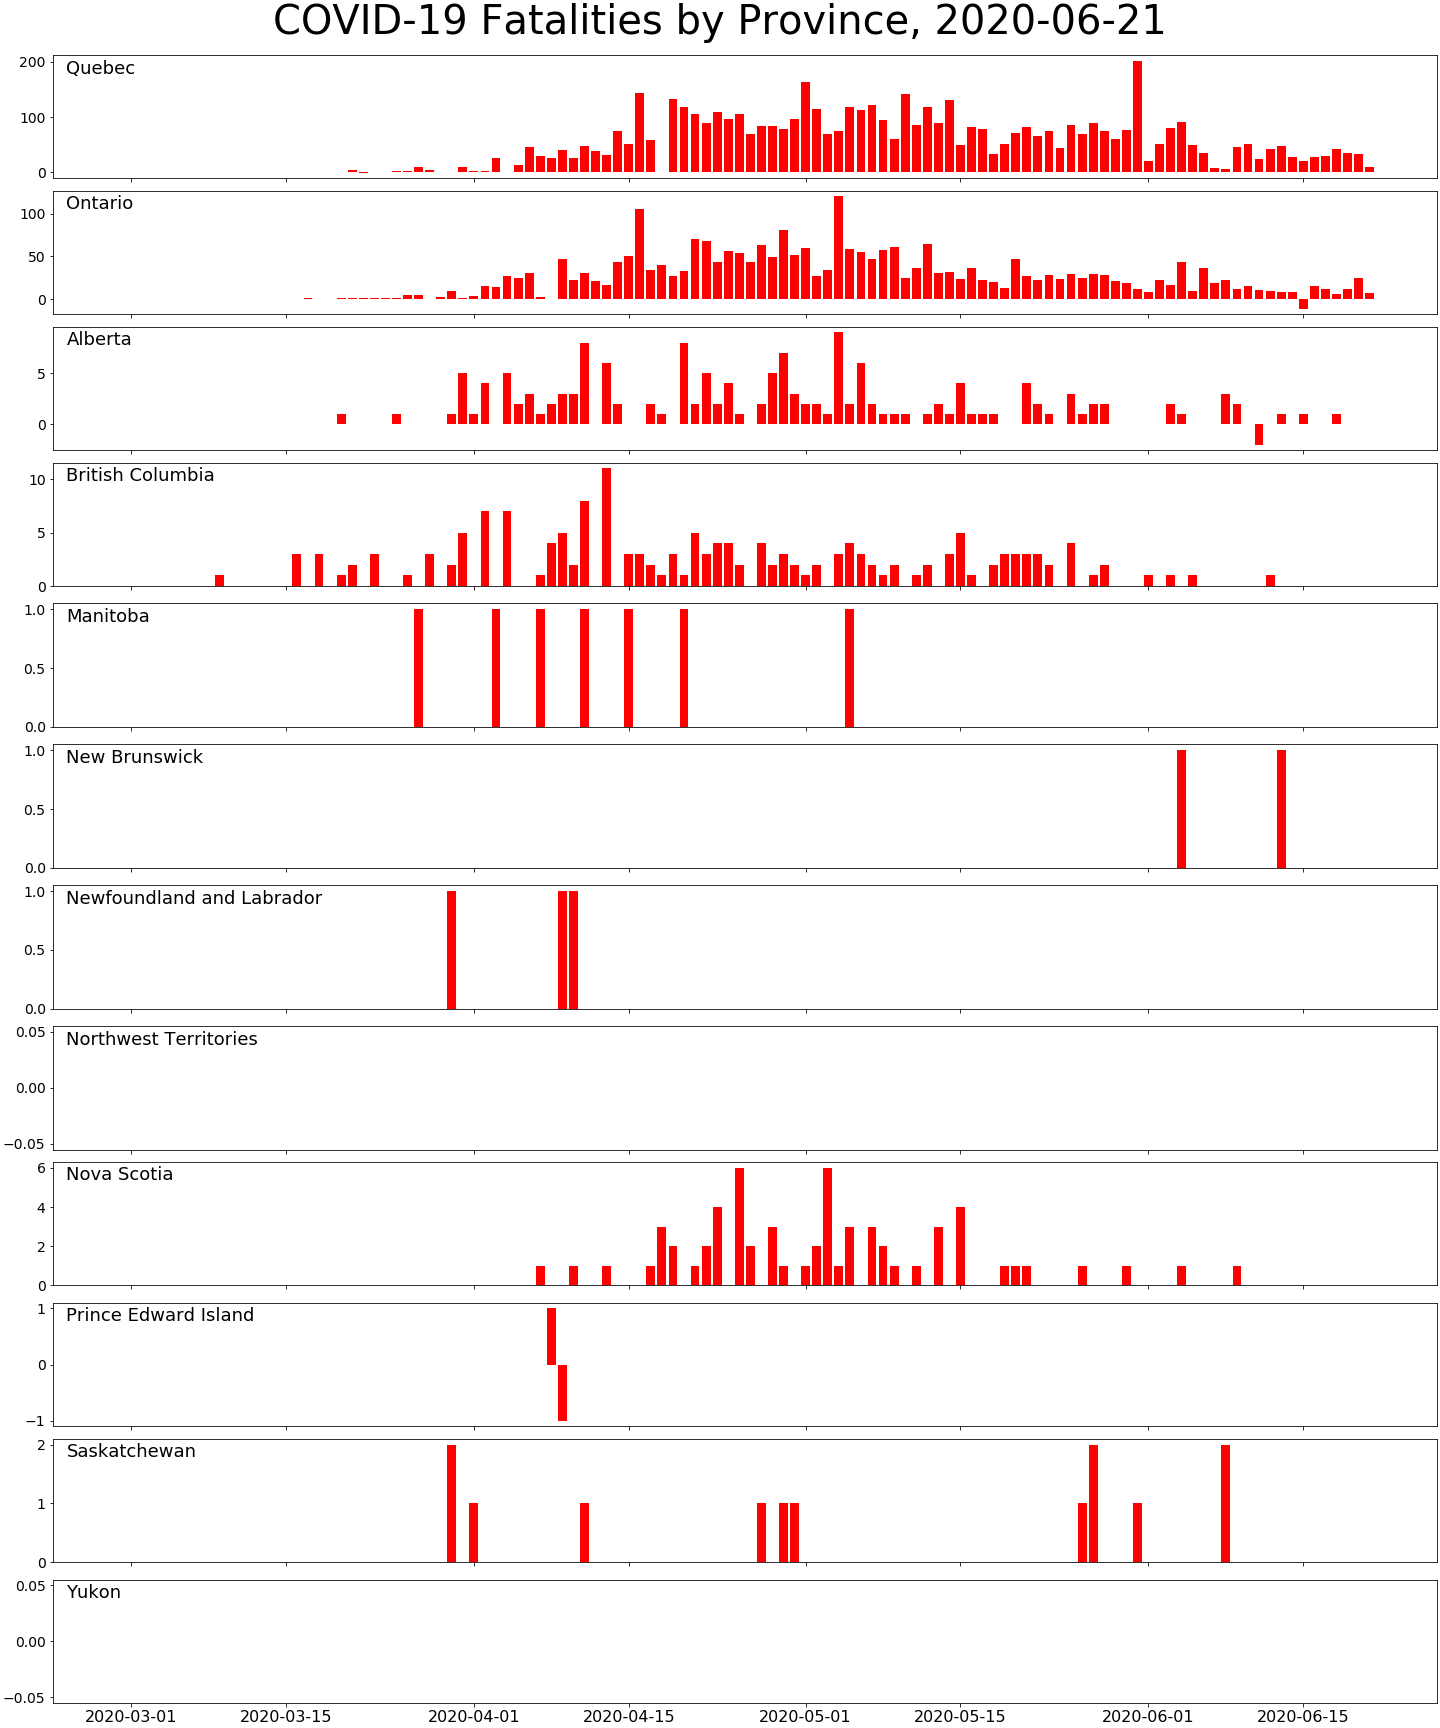 COVID-19 Fatalities by Province, 2020-06-21
Quebec
200
100
0
Ontario
100
50
0
Alberta
5
0
British Columbia
10
5
0
Manitoba
1.0
0.5
0.0
New Brunswick
1.0
0.5
0.0
Newfoundland and Labrador
1.0
0.5
0.0
Northwest Territories
0.05
0.00
−0.05
Nova Scotia
6
4
2
0
Prince Edward Island
1
0
−1
Saskatchewan
2
1
0
Yukon
0.05
0.00
−0.05
2020-03-01 2020-03-15 2020-04-01 2020-04-15 2020-05-01 2020-05-15 2020-06-01 2020-06-15